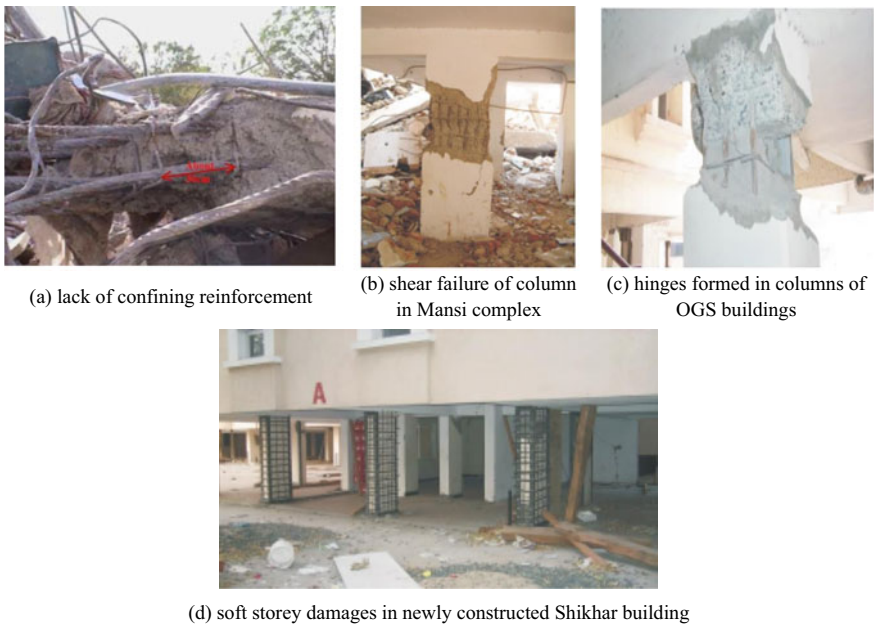 (a) lack of confining reinforcement
(b) shear failure of column
in Mansi complex
(c) hinges formed in columns of
OGS buildings
A
(d) soft storey damages in newly constructed Shikhar building